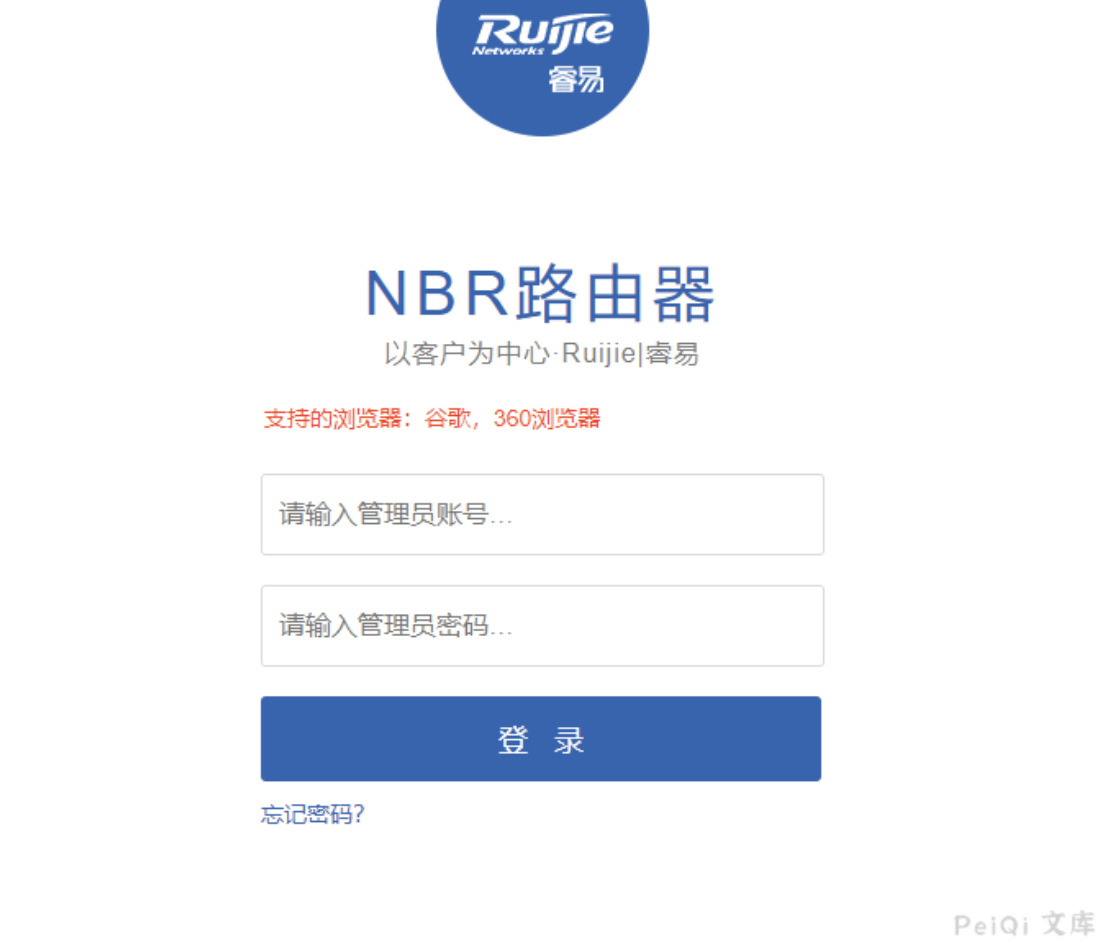 Ruijie
Networks
睿易
NBR路由器
以客户为中心·Ruijie|睿易
支持的浏览器：谷歌，360浏览器
请输入管理员账号...
请输入管理员密码...
登 录
忘记密码?
PeiQi 文库